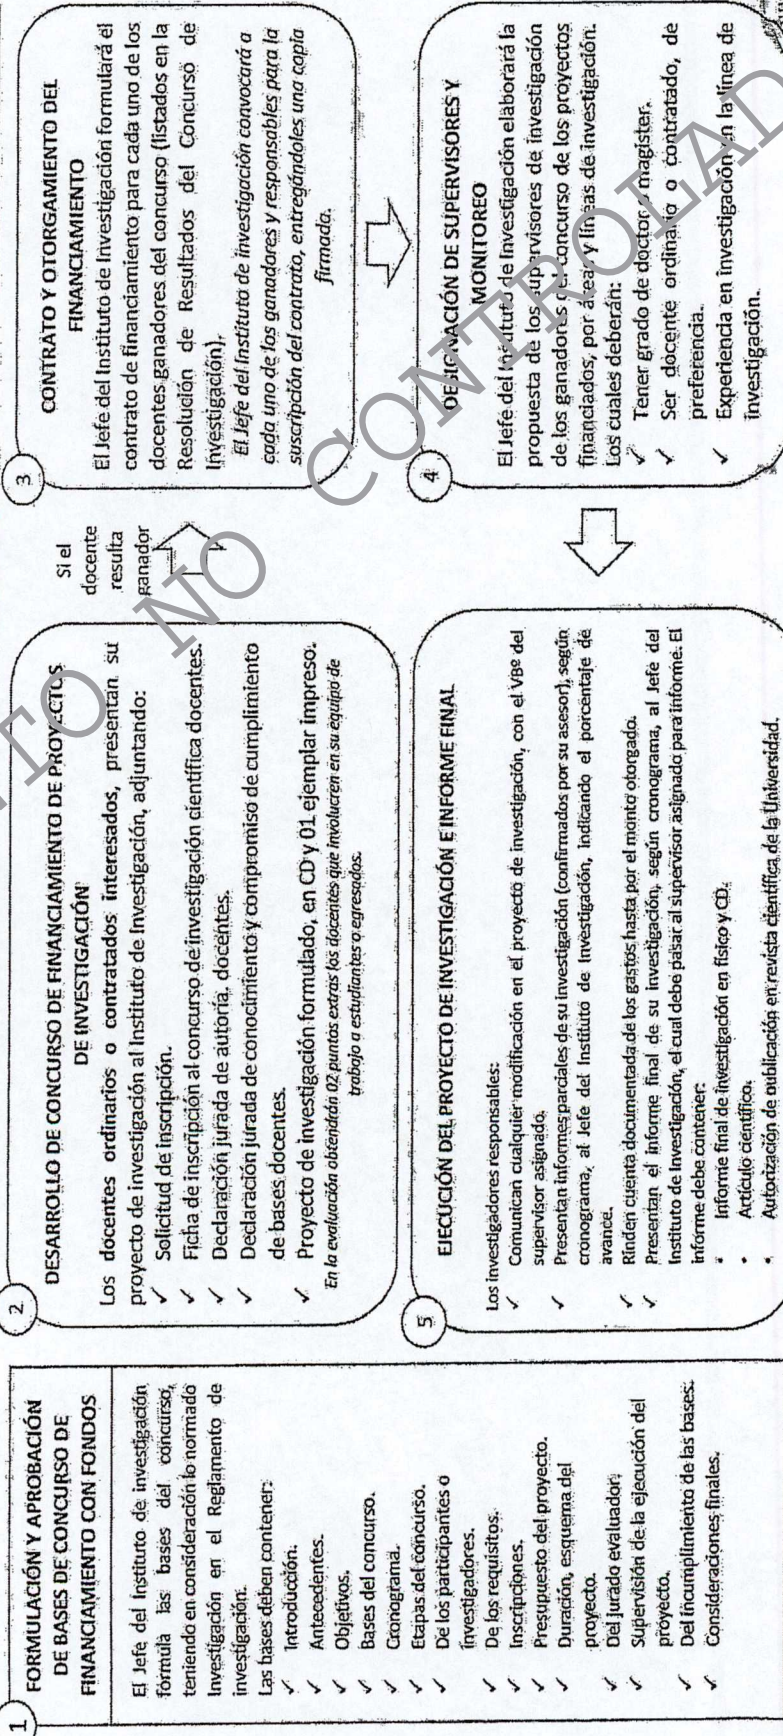 1
FORMULACIÓN Y APROBACIÓN
DE BASES DE CONCURSO DE
FINANCIAMIENTO CON FONDOS
El Jefe del Instituto de investigación
fórmula las bases del concurso,
teniendo en consideración lo normado
Investigación en el Reglamento de
investigación.
Las bases deben contener:
✓ Introducción.
✓ Antecedentes.
✓ Objetivos.
✓ Bases del concurso.
✓ Cronograma.
✓ Etapas del concurso.
✓ De los participantes o
investigadores.
✓ De los requisitos.
✓ Inscripciones.
✓ Presupuesto del proyecto.
✓ Duración, esquema del
proyecto.
✓ Del jurado evaluador.
✓ Supervisión de la ejecución del
proyecto.
✓ Del incumplimiento de las bases.
✓ Consideraciones finales.
2
DESARROLLO DE CONCURSO DE FINANCIAMIENTO DE PROYECTOS
DE INVESTIGACIÓN
Los docentes ordinarios o contratados interesados, presentan su
proyecto de investigación al Instituto de Investigación, adjuntando:
✓ Solicitud de inscripción.
✓ Ficha de inscripción al concurso de investigación científica docentes.
✓ Declaración jurada de autoría, docentes.
✓ Declaración jurada de conocimiento y compromiso de cumplimiento
de bases docentes.
✓ Proyecto de investigación formulado, en CD y 01 ejemplar impreso.
En la evaluación obtendrán 02 puntos extras los docentes que involucren en su equipo de
trabajo a estudiantes o egresados.
Si el
docente
resulta
ganador
3
CONTRATO Y OTORGAMIENTO DEL
FINANCIAMIENTO
El Jefe del Instituto de Investigación formulará el
contrato de financiamiento para cada uno de los
docentes ganadores del concurso (listados en la
Resolución de Resultados del Concurso de
Investigación).
El Jefe del Instituto de investigación convocará a
cada uno de los ganadores y responsables para la
suscripción del contrato, entregándoles una copia
firmada.
4
DESIGNACIÓN DE SUPERVISORES Y
MONITOREO
El Jefe del Instituto de Investigación elaborará la
propuesta de los supervisores de investigación
de los ganadores del concurso de los proyectos
financiados, por áreas y líneas de investigación.
Los cuales deberán:
✓ Tener grado de doctor o magister.
✓ Ser docente ordinario o contratado, de
preferencia.
✓ Experiencia en investigación en la línea de
investigación.
5
EJECUCIÓN DEL PROYECTO DE INVESTIGACIÓN E INFORME FINAL
Los investigadores responsables:
✓ Comunican cualquier modificación en el proyecto de investigación, con el VBº del
supervisor asignado.
✓ Presentan informes parciales de su investigación (confirmados por su asesor), según
cronograma, al Jefe del Instituto de Investigación, indicando el porcentaje de
avance.
✓ Rinden cuenta documentada de los gastos hasta por el monto otorgado.
✓ Presentan el informe final de su investigación, según cronograma, al Jefe del
Instituto de Investigación, el cual debe pasar al supervisor asignado para informe. El
informe debe contener:
• Informe final de investigación en físico y CD.
• Artículo científico.
• Autorización de publicación en revista científica de la Universidad.
TO NO CONTROLAD